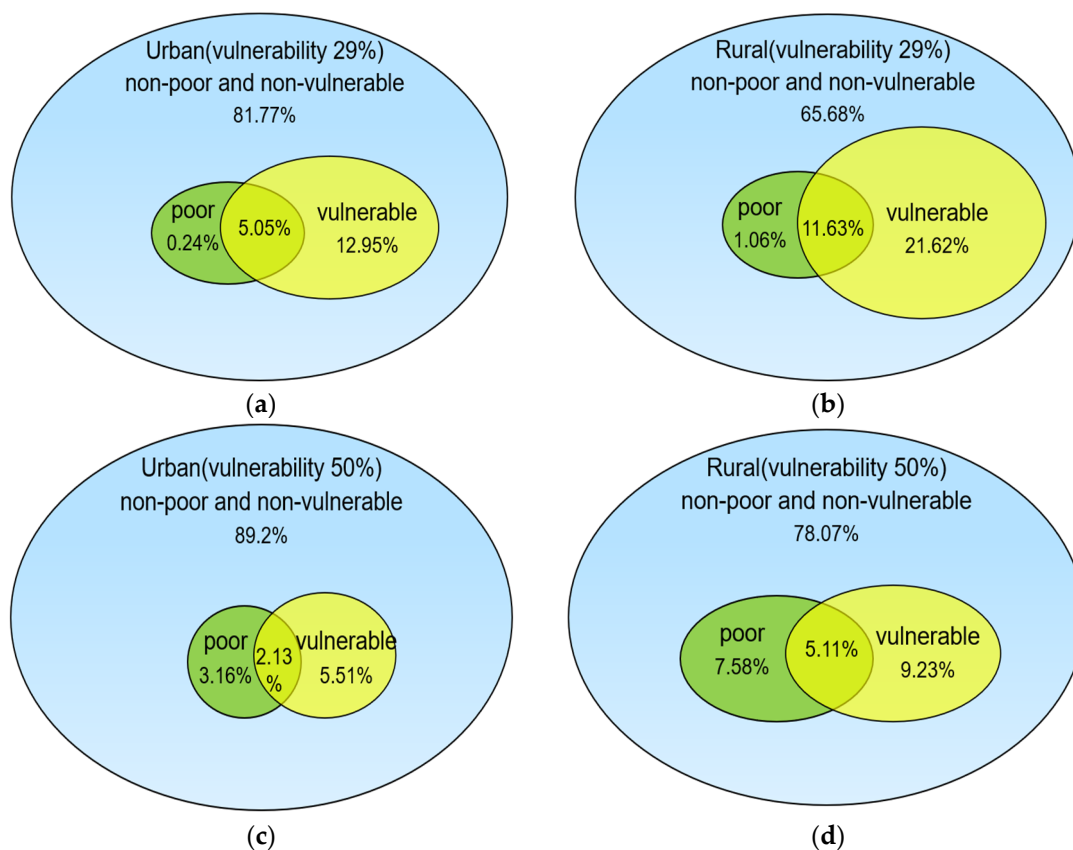 Urban(vulnerability 29%)
non-poor and non-vulnerable
81.77%
poor
0.24%
5.05%
vulnerable
12.95%
(a)
Rural(vulnerability 29%)
non-poor and non-vulnerable
65.68%
poor
1.06%
11.63%
vulnerable
21.62%
(b)
Urban(vulnerability 50%)
non-poor and non-vulnerable
89.2%
poor
3.16%
2.13
%
vulnerable
5.51%
(c)
Rural(vulnerability 50%)
non-poor and non-vulnerable
78.07%
poor
7.58%
5.11%
vulnerable
9.23%
(d)